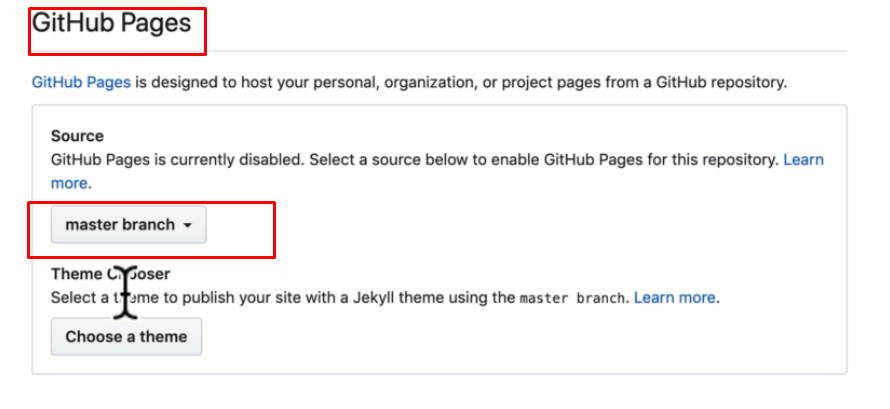 GitHub Pages
GitHub Pages is designed to host your personal, organization, or project pages from a GitHub repository.
Source
GitHub Pages is currently disabled. Select a source below to enable GitHub Pages for this repository. Learn
more.
master branch
Theme Chooser
Select a theme to publish your site with a Jekyll theme using the master branch. Learn more.
Choose a theme